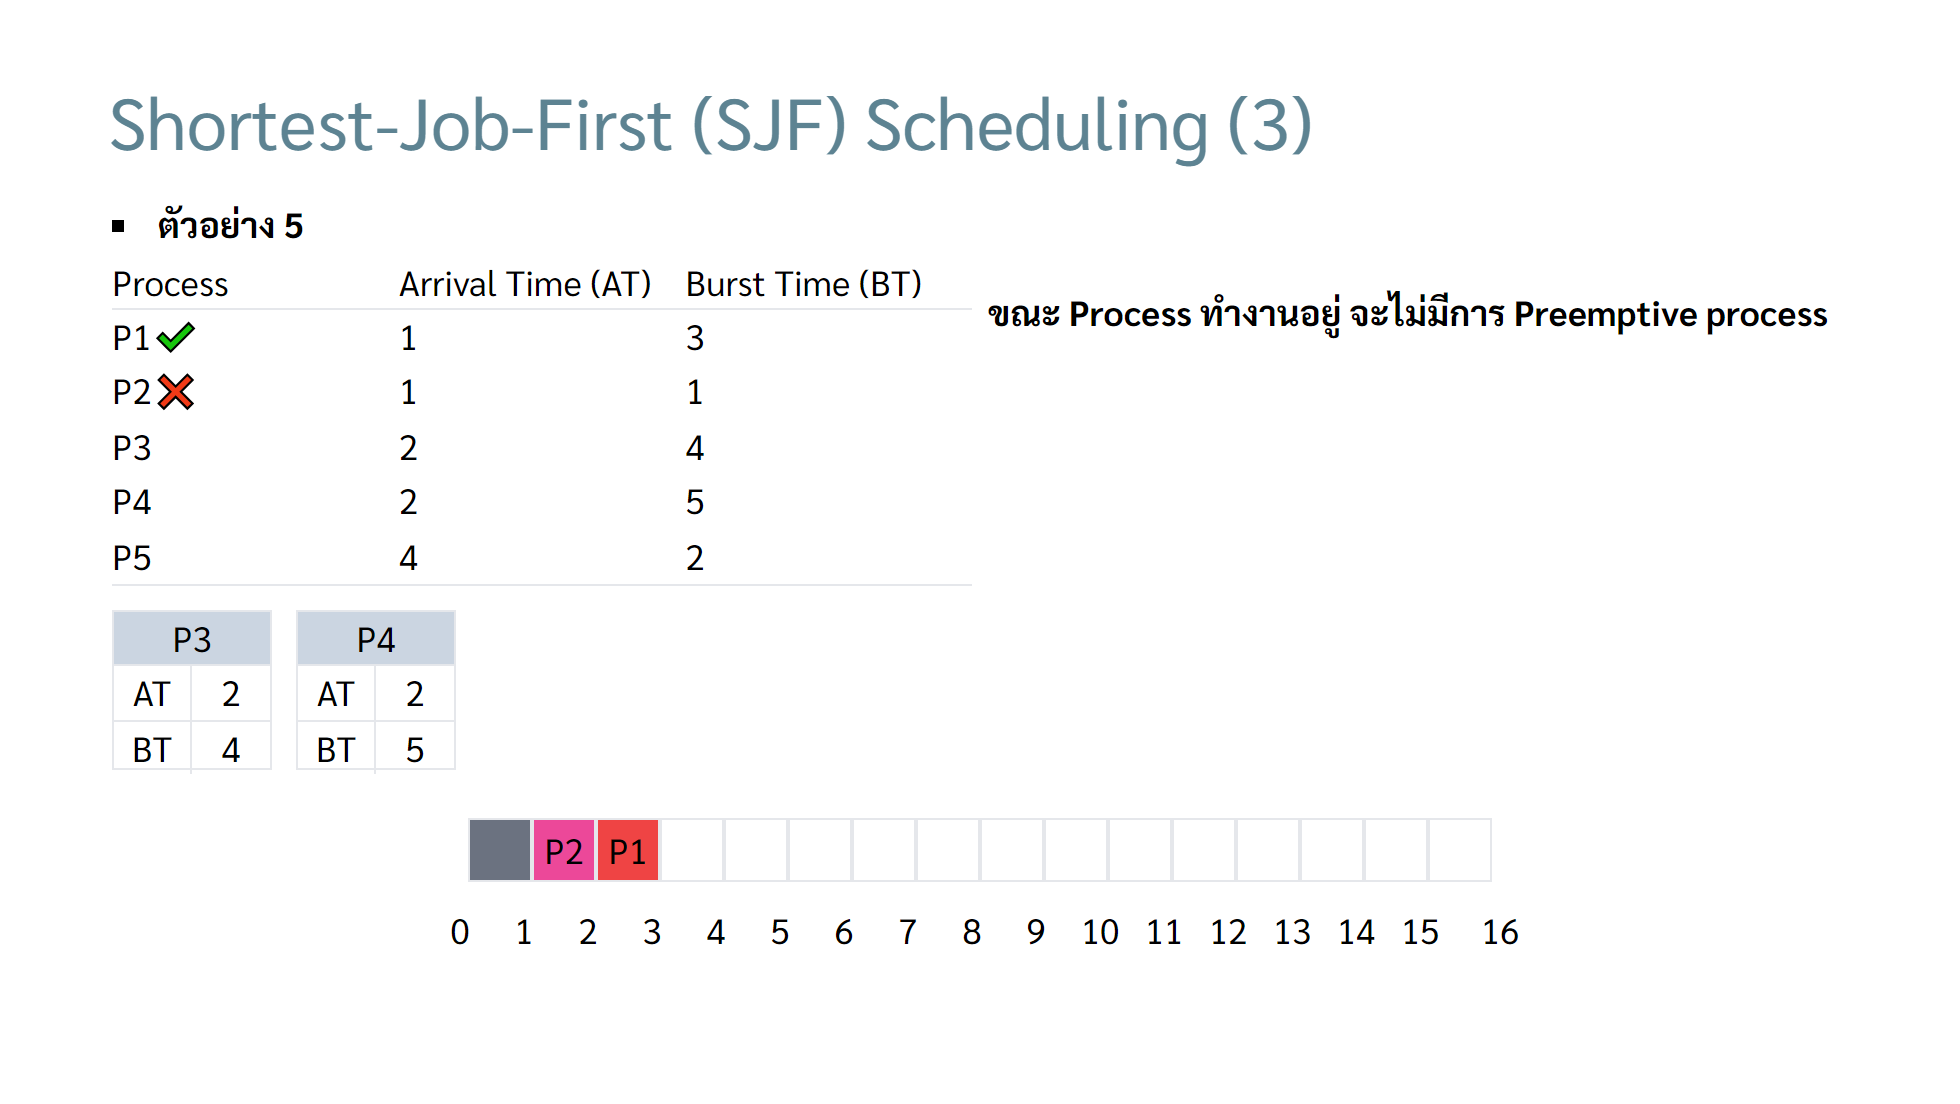 Shortest-Job-First (SJF) Scheduling (3)
▪ ตัวอย่าง 5
Process Arrival Time (AT) Burst Time (BT)
ขณะ Process ทำงานอยู่ จะไม่มีการ Preemptive process
P1 1 3
P2 1 1
P3 2 4
P4 2 5
P5 4 2
P3 P4
AT 2 AT 2
BT 4 BT 5
P2 P1
0 1 2 3 4 5 6 7 8 9 10 11 12 13 14 15 16